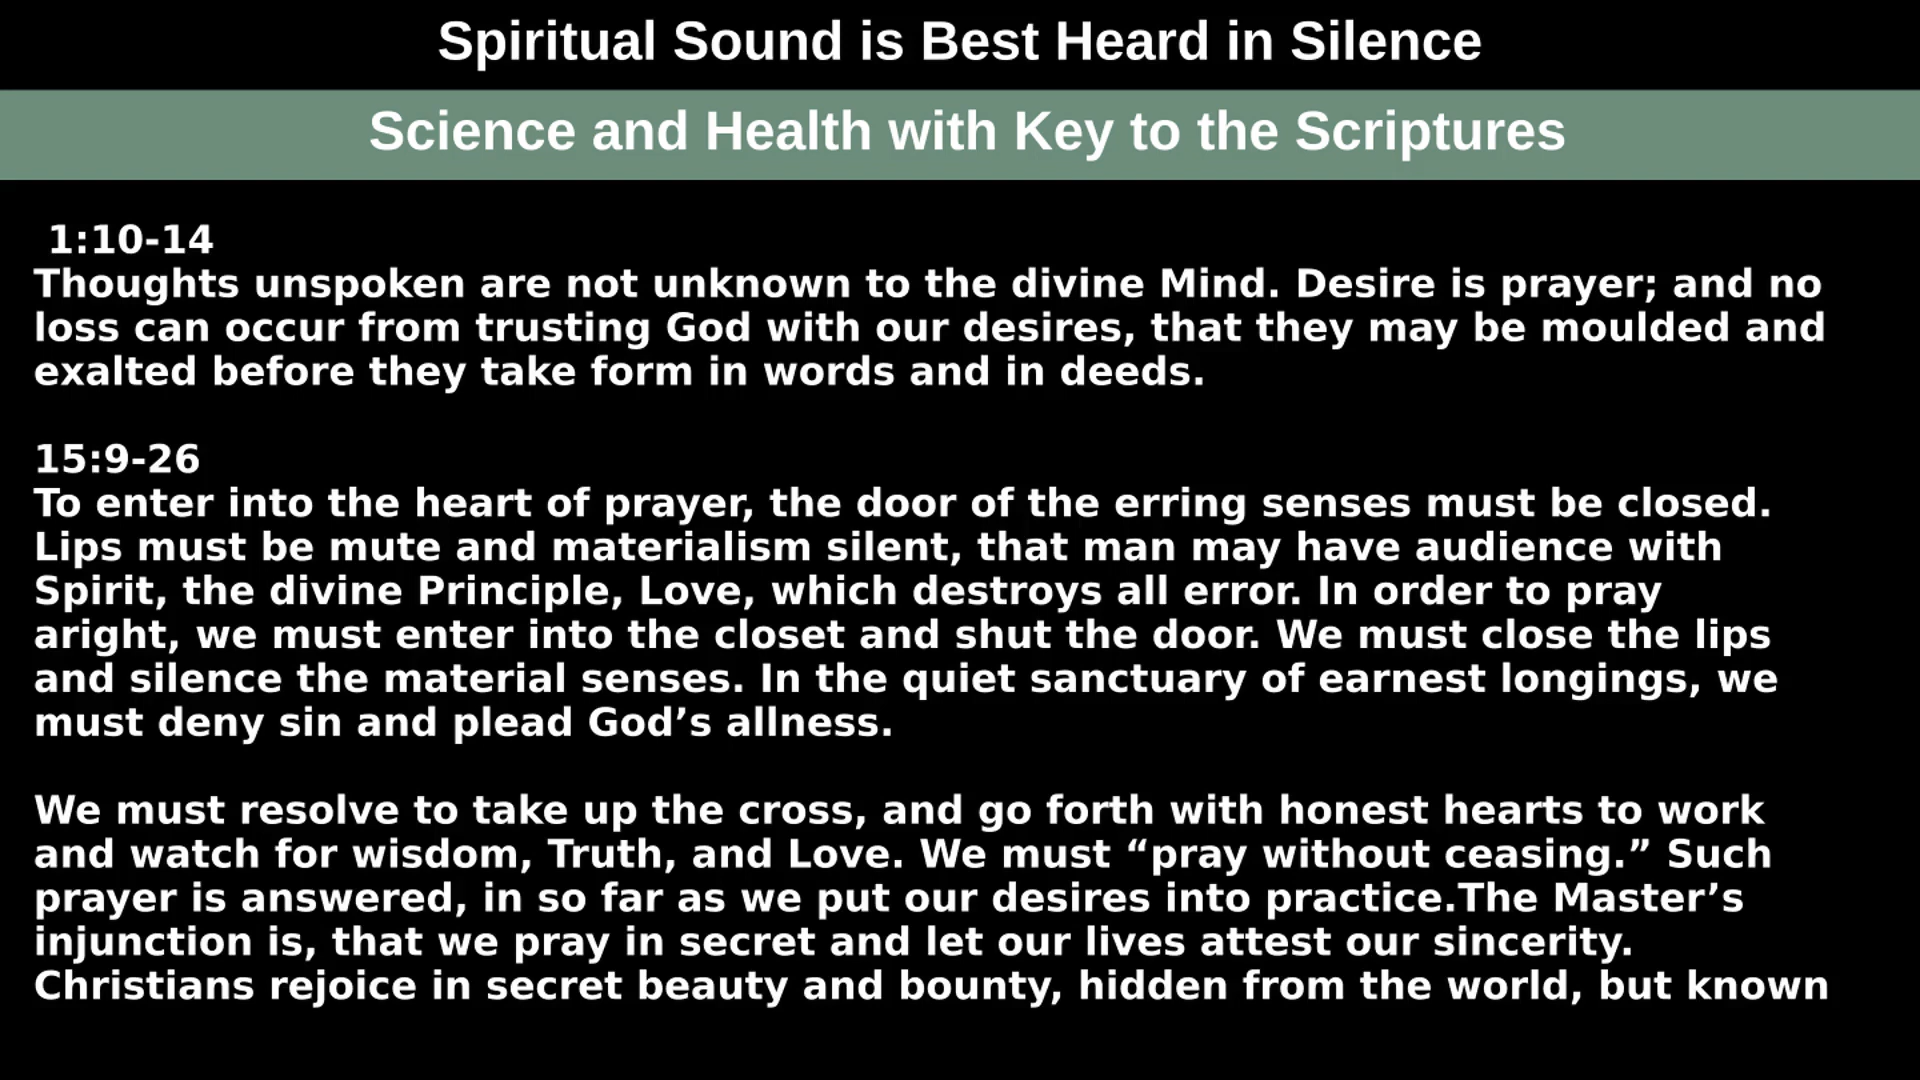 Spiritual Sound is Best Heard in Silence
Science and Health with Key to the Scriptures
1:10-14
Thoughts unspoken are not unknown to the divine Mind. Desire is prayer; and no
loss can occur from trusting God with our desires, that they may be moulded and
exalted before they take form in words and in deeds.
15:9-26
To enter into the heart of prayer, the door of the erring senses must be closed.
Lips must be mute and materialism silent, that man may have audience with
Spirit, the divine Principle, Love, which destroys all error. In order to pray
aright, we must enter into the closet and shut the door. We must close the lips
and silence the material senses. In the quiet sanctuary of earnest longings, we
must deny sin and plead God’s allness.
We must resolve to take up the cross, and go forth with honest hearts to work
and watch for wisdom, Truth, and Love. We must “pray without ceasing.” Such
prayer is answered, in so far as we put our desires into practice.The Master’s
injunction is, that we pray in secret and let our lives attest our sincerity.
Christians rejoice in secret beauty and bounty, hidden from the world, but known